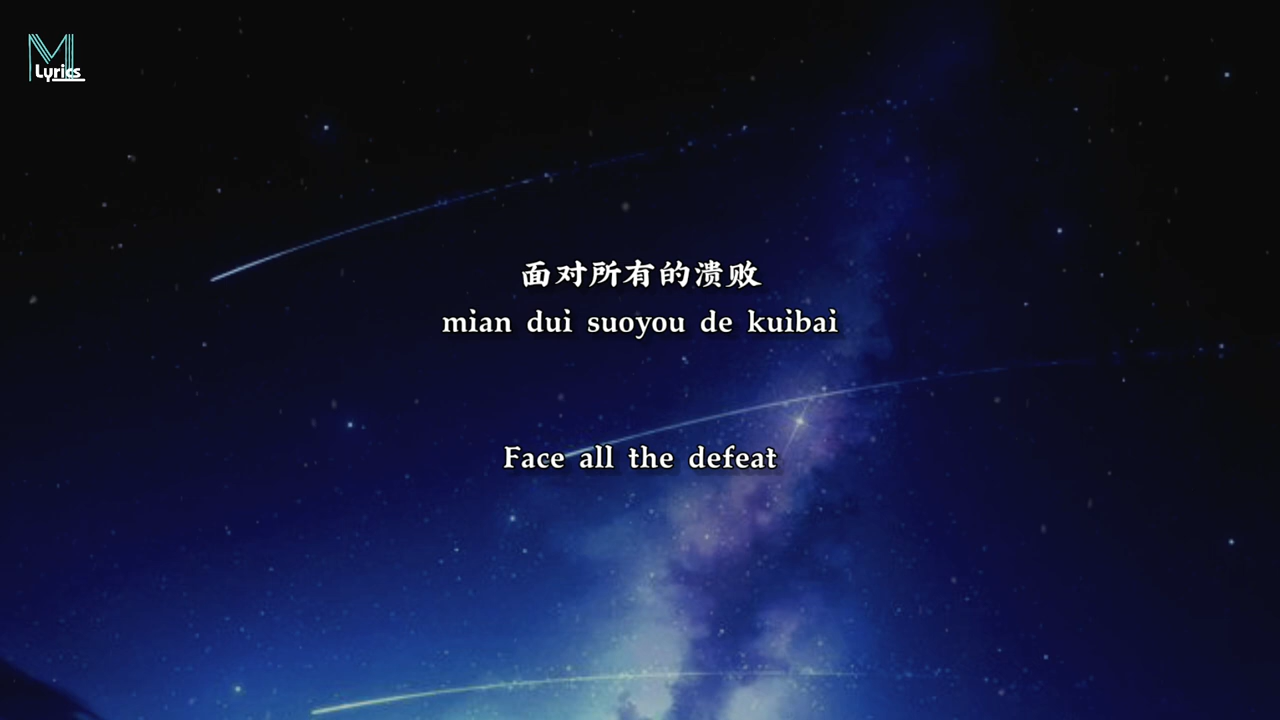 M
Lyrics
面对所有的溃败
mian dui suoyou de kuibai
Face all the defeat